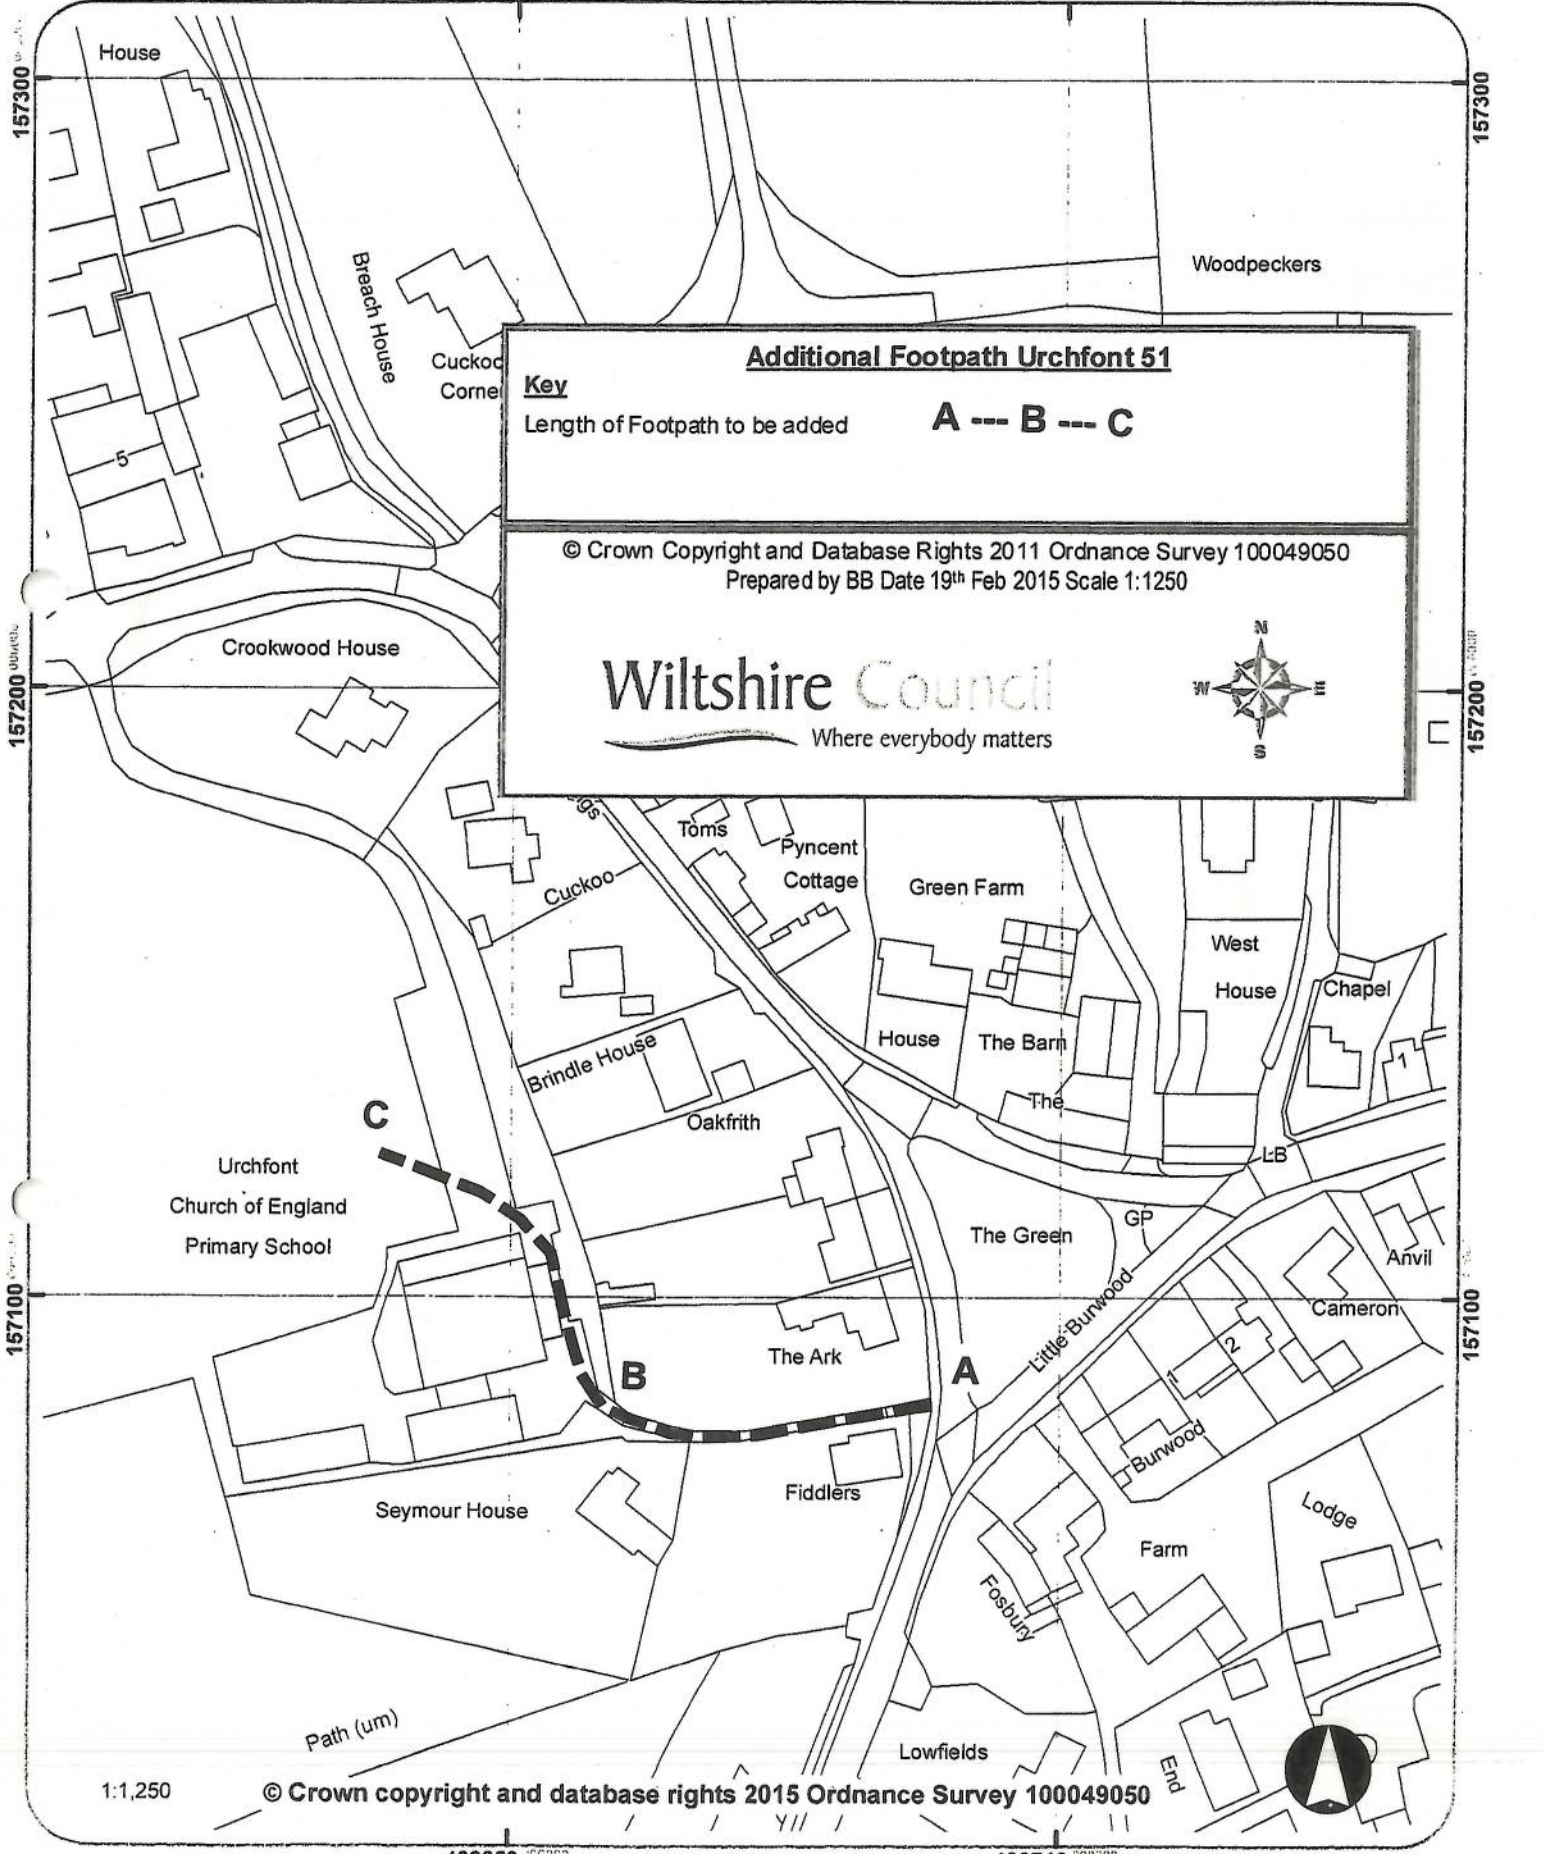 House
157300
157300
Breach House
Woodpeckers
Additional Footpath Urchfont 51
Cuckoo
Corne
Key
Length of Footpath to be added A --- B --- C
5
© Crown Copyright and Database Rights 2011 Ordnance Survey 100049050
Prepared by BB Date 19th Feb 2015 Scale 1:1250
N
W E
S
Crookwood House
157200
157200
Wiltshire Council
Where everybody matters
gs
Toms
Pyncent
Cottage
Cuckoo
Green Farm
West
House
Chapel
House
The Barn
1
Brindle House
The
C
Oakfrith
LB
Urchfont
Church of England
Primary School
GP
The Green
Anvil
157100
157100
Little Burwood
Cameron
The Ark
B
A
1
2
Burwood
Fiddlers
Seymour House
Lodge
Farm
Fosbury
Path (um)
Lowfields
End
1:1,250
© Crown copyright and database rights 2015 Ordnance Survey 100049050